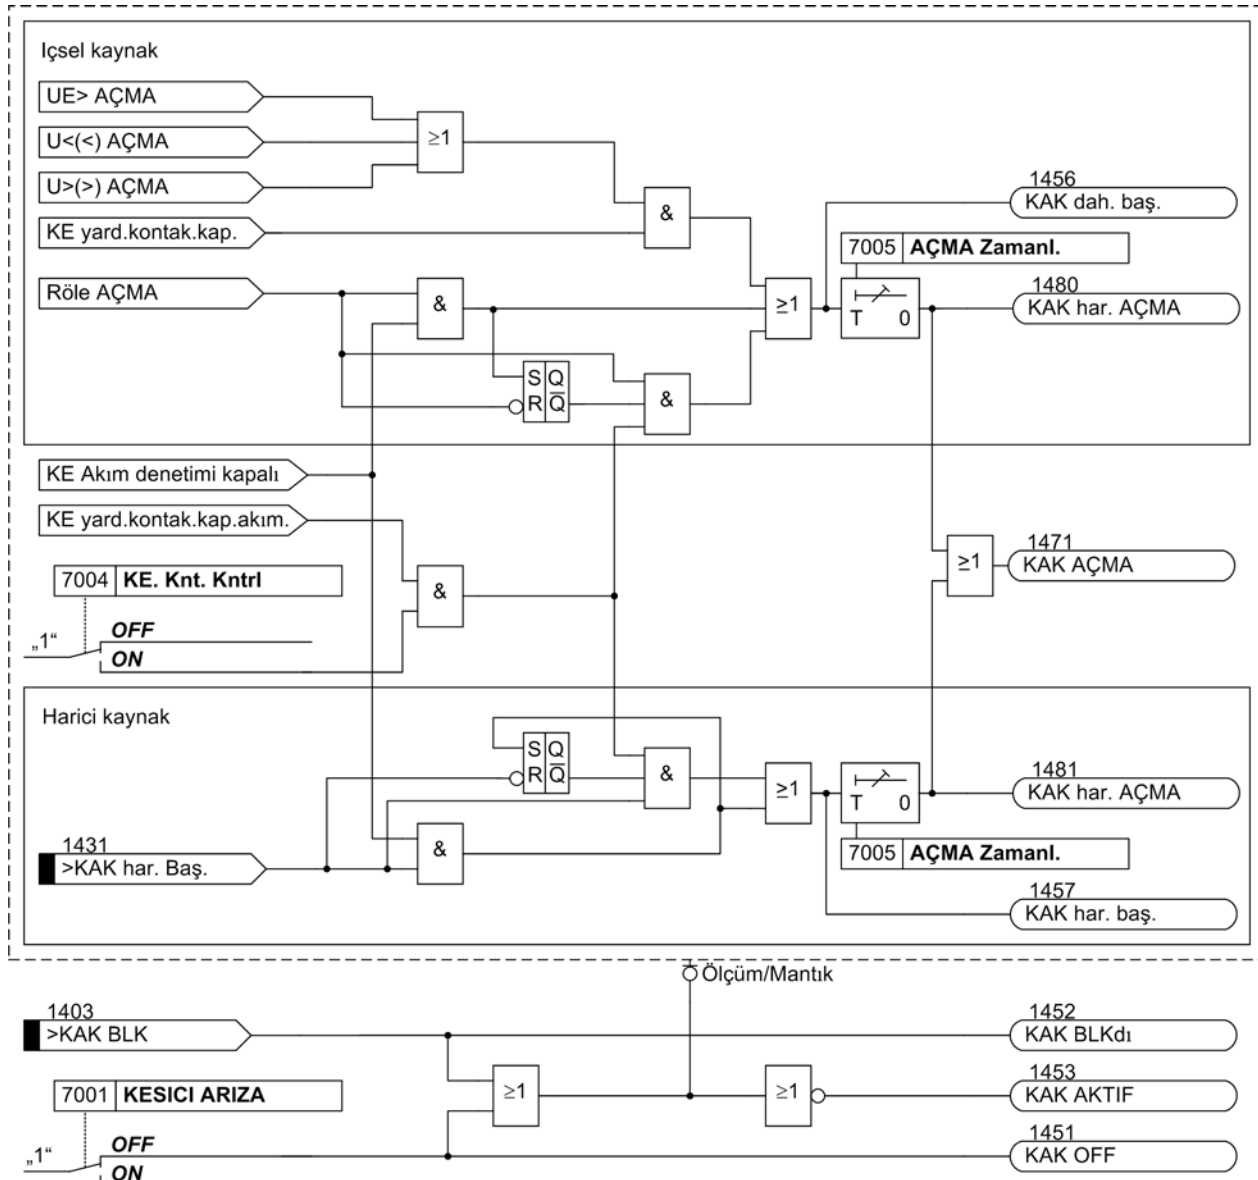 Içsel kaynak
UE> AÇMA
U<(<) AÇMA
≥1
U>(>) AÇMA
1456
KAK dah. baş.
KE yard.kontak.kap.
&
7005 AÇMA Zamanl.
Röle AÇMA
&
≥1
T 0
1480
KAK har. AÇMA
S Q
R Q̅
&
KE Akım denetimi kapalı
KE yard.kontak.kap.akım.
1471
KAK AÇMA
≥1
7004 KE. Knt. Kntrl
&
„1“
OFF
ON
Harici kaynak
S Q
R Q̅
&
≥1
T 0
1481
KAK har. AÇMA
1431
>KAK har. Baş.
&
7005 AÇMA Zamanl.
1457
KAK har. baş.
Ölçüm/Mantık
1403
>KAK BLK
1452
KAK BLKdı
≥1
≥1
1453
KAK AKTIF
7001 KESICI ARIZA
1451
KAK OFF
„1“
OFF
ON